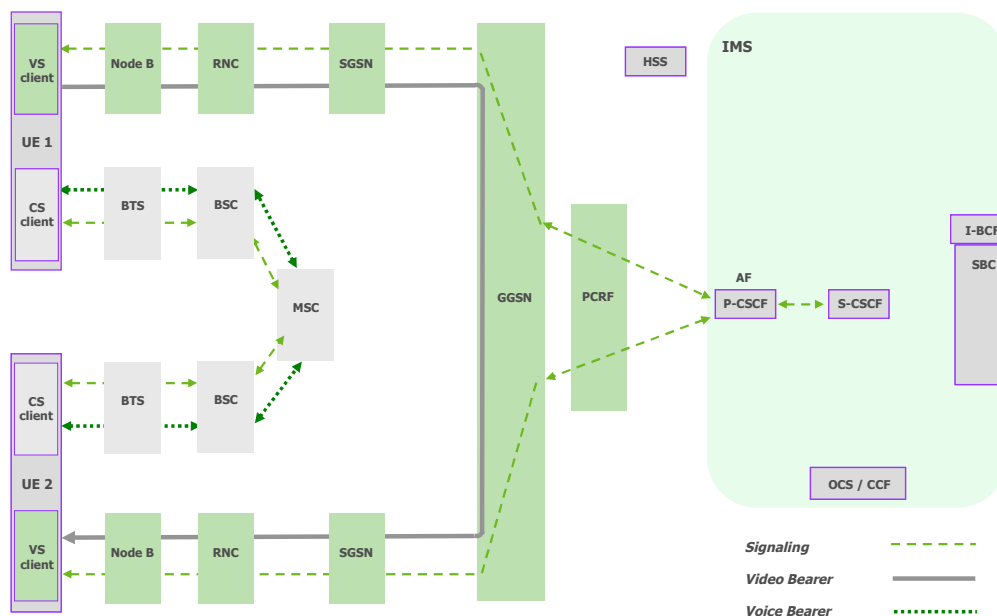 VS
client
UE 1
CS
client
Node B
RNC
SGSN
BTS
BSC
MSC
GGSN
PCRF
HSS
IMS
AF
P-CSCF
S-CSCF
I-BCF
SBC
CS
client
UE 2
VS
client
BTS
BSC
Node B
RNC
SGSN
OCS / CCF
Signaling
Video Bearer
Voice Bearer